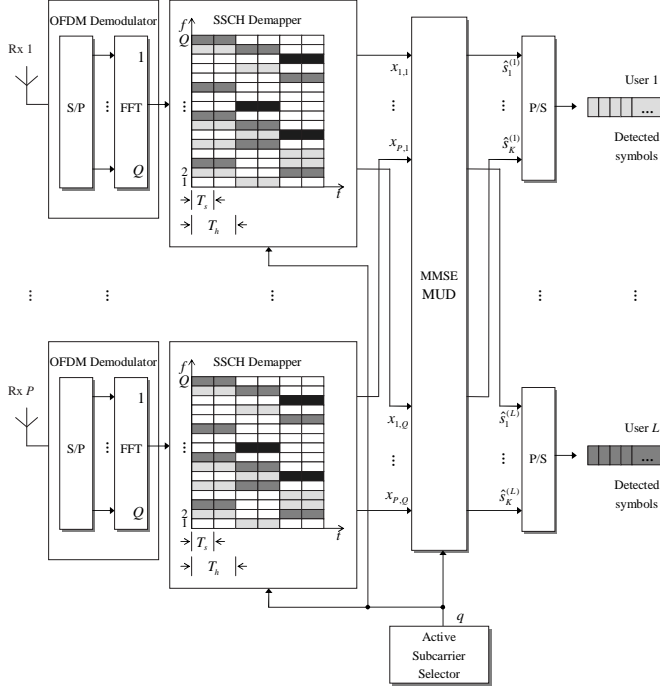 OFDM Demodulator
SSCH Demapper
Rx 1
S/P
1
⋮
FFT
Q
f
Q
⋮
2
1
t
T_s
T_h
x_{1,1}
⋮
x_{P,1}
MMSE
MUD
ŝ_1^{(1)}
⋮
ŝ_K^{(1)}
P/S
User 1
...
Detected
symbols
⋮
⋮
⋮
⋮
⋮
OFDM Demodulator
SSCH Demapper
Rx P
S/P
1
⋮
FFT
Q
f
Q
⋮
2
1
t
T_s
T_h
x_{1,Q}
⋮
x_{P,Q}
ŝ_1^{(L)}
⋮
ŝ_K^{(L)}
P/S
User L
...
Detected
symbols
q
Active
Subcarrier
Selector